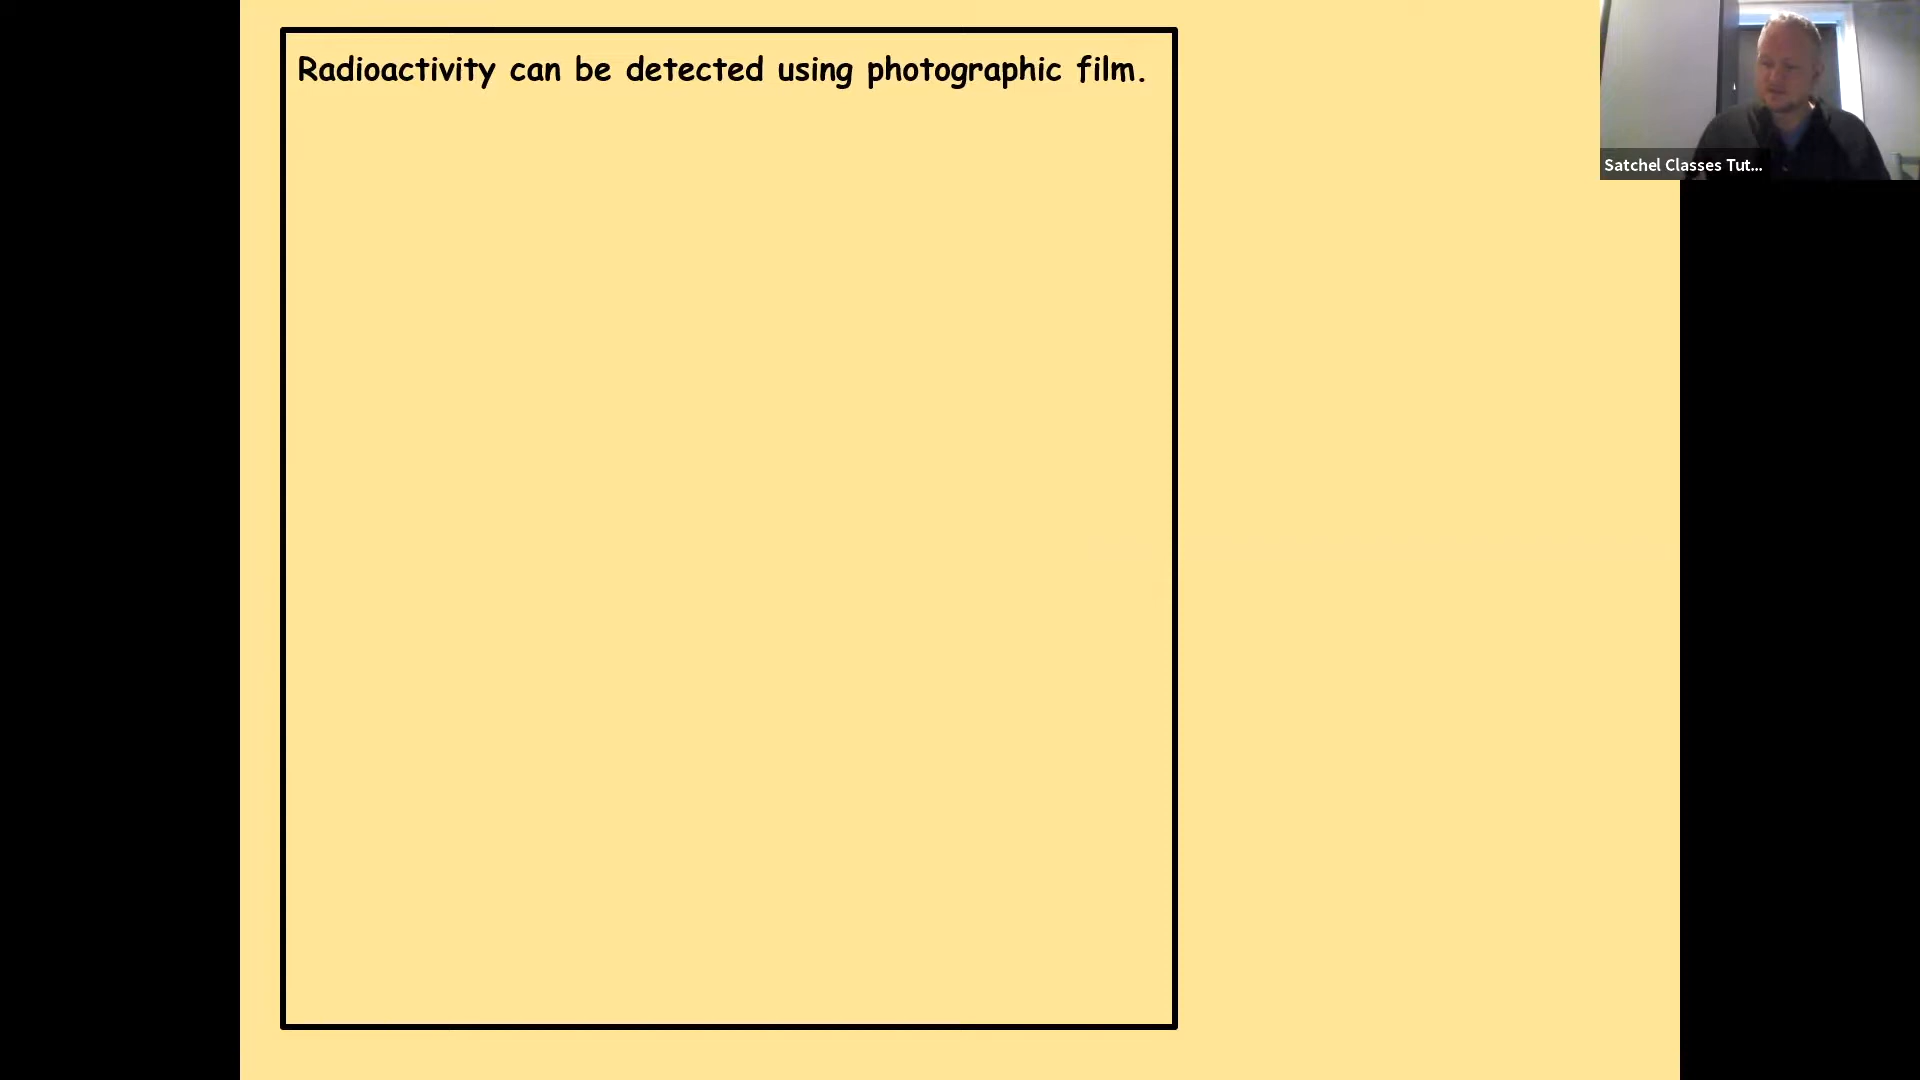 Radioactivity can be detected using photographic film.
Satchel Classes Tut...